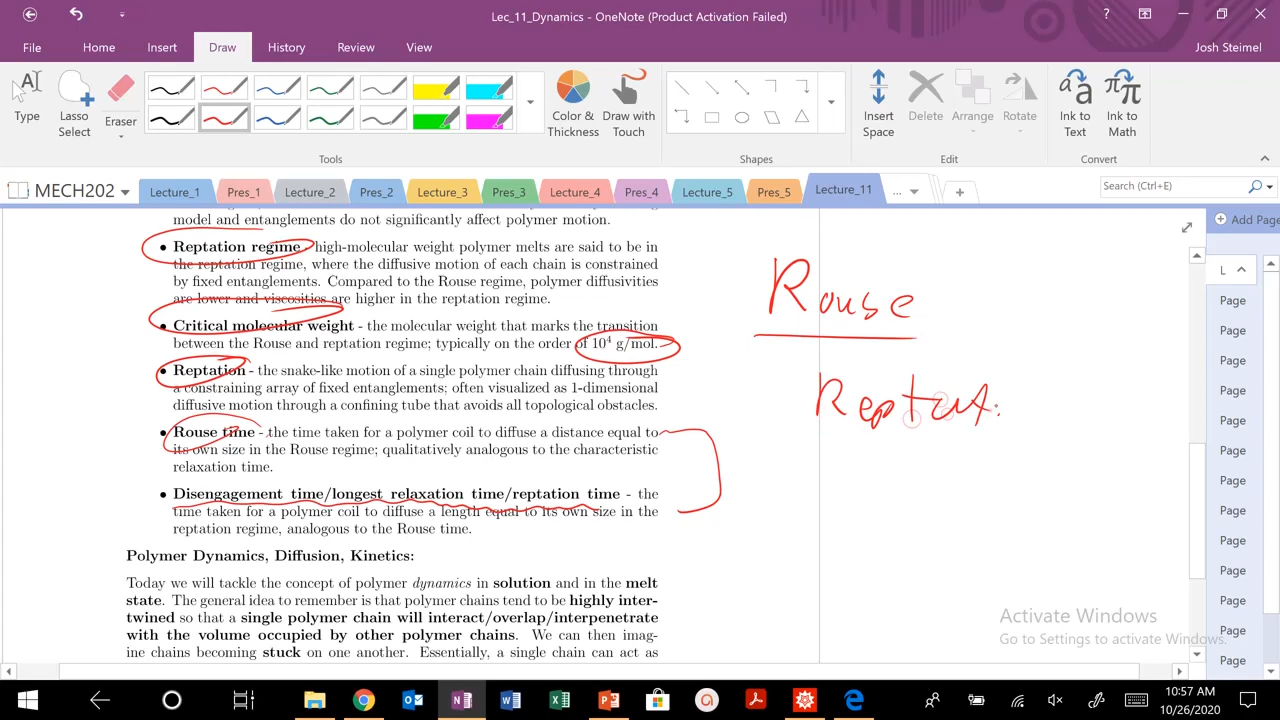 Lec_11_Dynamics - OneNote (Product Activation Failed)
File Home Insert Draw History Review View Josh Steimel
Type Lasso Select Eraser Color & Thickness Draw with Touch Insert Space Delete Arrange Rotate Ink to Text Ink to Math
Tools Shapes Edit Convert
MECH202 Lecture_1 Pres_1 Lecture_2 Pres_2 Lecture_3 Pres_3 Lecture_4 Pres_4 Lecture_5 Pres_5 Lecture_11 ... Search (Ctrl+E)
Add Page
model and entanglements do not significantly affect polymer motion.
• Reptation regime - high-molecular weight polymer melts are said to be in
the reptation regime, where the diffusive motion of each chain is constrained
by fixed entanglements. Compared to the Rouse regime, polymer diffusivities
are lower and viscosities are higher in the reptation regime.
• Critical molecular weight - the molecular weight that marks the transition
between the Rouse and reptation regime; typically on the order of 10⁴ g/mol.
• Reptation - the snake-like motion of a single polymer chain diffusing through
a constraining array of fixed entanglements; often visualized as 1-dimensional
diffusive motion through a confining tube that avoids all topological obstacles.
• Rouse time - the time taken for a polymer coil to diffuse a distance equal to
its own size in the Rouse regime; qualitatively analogous to the characteristic
relaxation time.
• Disengagement time/longest relaxation time/reptation time - the
time taken for a polymer coil to diffuse a length equal to its own size in the
reptation regime, analogous to the Rouse time.
Polymer Dynamics, Diffusion, Kinetics:
Today we will tackle the concept of polymer dynamics in solution and in the melt
state. The general idea to remember is that polymer chains tend to be highly inter-
twined so that a single polymer chain will interact/overlap/interpenetrate
with the volume occupied by other polymer chains. We can then imag-
ine chains becoming stuck on one another. Essentially, a single chain can act as
Rouse
Reptat
L
Page
Page
Page
Page
Page
Page
Page
Page
Page
Page
Page
Page
Page
Activate Windows
Go to Settings to activate Windows.
10:57 AM
10/26/2020